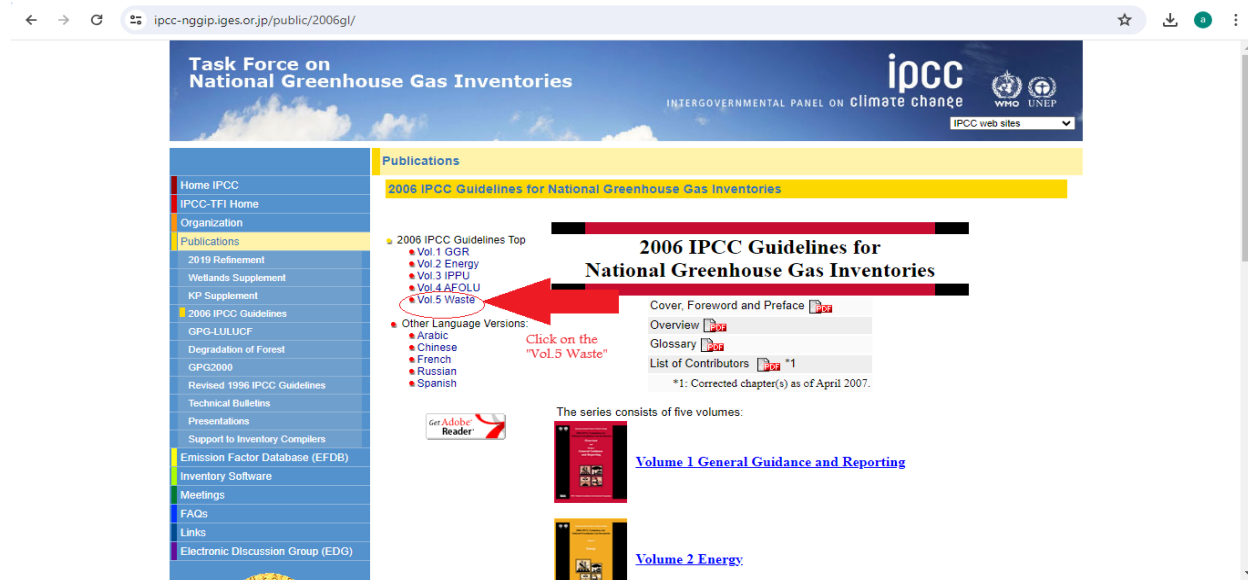 ipcc-nggip.iges.or.jp/public/2006gl/
a
Task Force on
National Greenhouse Gas Inventories
ipcc
INTERGOVERNMENTAL PANEL ON climate change
WMO
UNEP
IPCC web sites
Publications
Home IPCC
IPCC-TFI Home
Organization
Publications
2019 Refinement
Wetlands Supplement
KP Supplement
2006 IPCC Guidelines
GPG-LULUCF
Degradation of Forest
GPG2000
Revised 1996 IPCC Guidelines
Technical Bulletins
Presentations
Support to Inventory Compilers
Emission Factor Database (EFDB)
Inventory Software
Meetings
FAQs
Links
Electronic Discussion Group (EDG)
2006 IPCC Guidelines for National Greenhouse Gas Inventories
2006 IPCC Guidelines Top
Vol.1 GGR
Vol.2 Energy
Vol.3 IPPU
Vol.4 AFOLU
Vol.5 Waste
Other Language Versions:
Arabic
Chinese
French
Russian
Spanish
Click on the
"Vol.5 Waste"
Get Adobe
Reader
2006 IPCC Guidelines for
National Greenhouse Gas Inventories
Cover, Foreword and Preface PDF
Overview PDF
Glossary PDF
List of Contributors PDF *1
*1: Corrected chapter(s) as of April 2007.
The series consists of five volumes:
Volume 1 General Guidance and Reporting
Volume 2 Energy